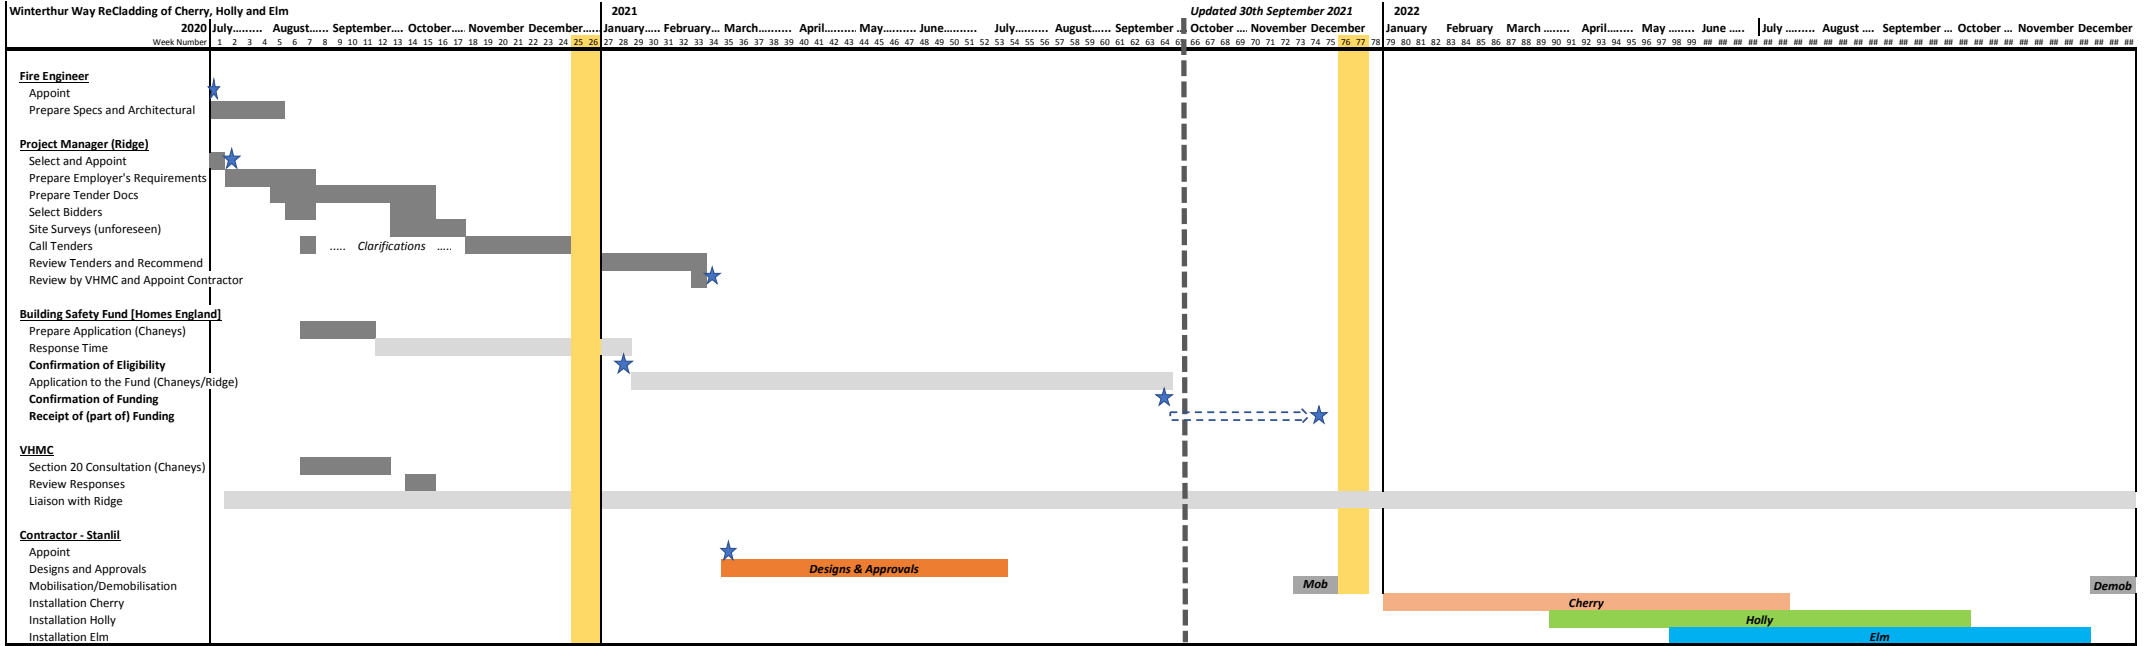 Winterthur Way ReCladding of Cherry, Holly and Elm 2021 Updated 30th September 2021 2022
2020 July......... August...... September.... October..... November December..... January..... February... March.......... April.......... May......... June........... July ........... August..... September ... October .... November December January February March ........ April........ May ........ June ..... July ......... August .... September ... October ... November December
Week Number 1 2 3 4 5 6 7 8 9 10 11 12 13 14 15 16 17 18 19 20 21 22 23 24 25 26 27 28 29 30 31 32 33 34 35 36 37 38 39 40 41 42 43 44 45 46 47 48 49 50 51 52 53 54 55 56 57 58 59 60 61 62 63 64 65 66 67 68 69 70 71 72 73 74 75 76 77 78 79 80 81 82 83 84 85 86 87 88 89 90 91 92 93 94 95 96 97 98 99 ## ## ## ## ## ## ## ## ## ## ## ## ## ## ## ## ## ## ## ## ## ## ## ## ## ## ## ## ##
Fire Engineer
Appoint
Prepare Specs and Architectural
Project Manager (Ridge)
Select and Appoint
Prepare Employer's Requirements
Prepare Tender Docs
Select Bidders
Site Surveys (unforeseen)
Call Tenders ..... Clarifications .....
Review Tenders and Recommend
Review by VHMC and Appoint Contractor
Building Safety Fund [Homes England]
Prepare Application (Chaneys)
Response Time
Confirmation of Eligibility
Application to the Fund (Chaneys/Ridge)
Confirmation of Funding
Receipt of (part of) Funding
VHMC
Section 20 Consultation (Chaneys)
Review Responses
Liaison with Ridge
Contractor - Stanlil
Appoint
Designs and Approvals Designs & Approvals
Mobilisation/Demobilisation Mob Demob
Installation Cherry Cherry
Installation Holly Holly
Installation Elm Elm